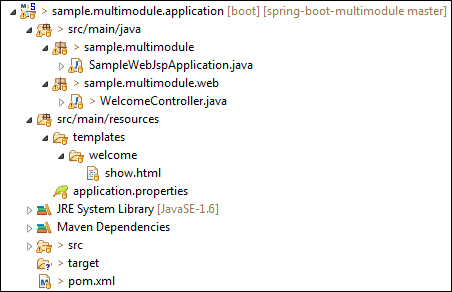 > sample.multimodule.application [boot] [spring-boot-multimodule master]
> src/main/java
> sample.multimodule
> SampleWebJspApplication.java
> sample.multimodule.web
> WelcomeController.java
src/main/resources
templates
welcome
show.html
application.properties
JRE System Library [JavaSE-1.6]
Maven Dependencies
> src
> target
> pom.xml